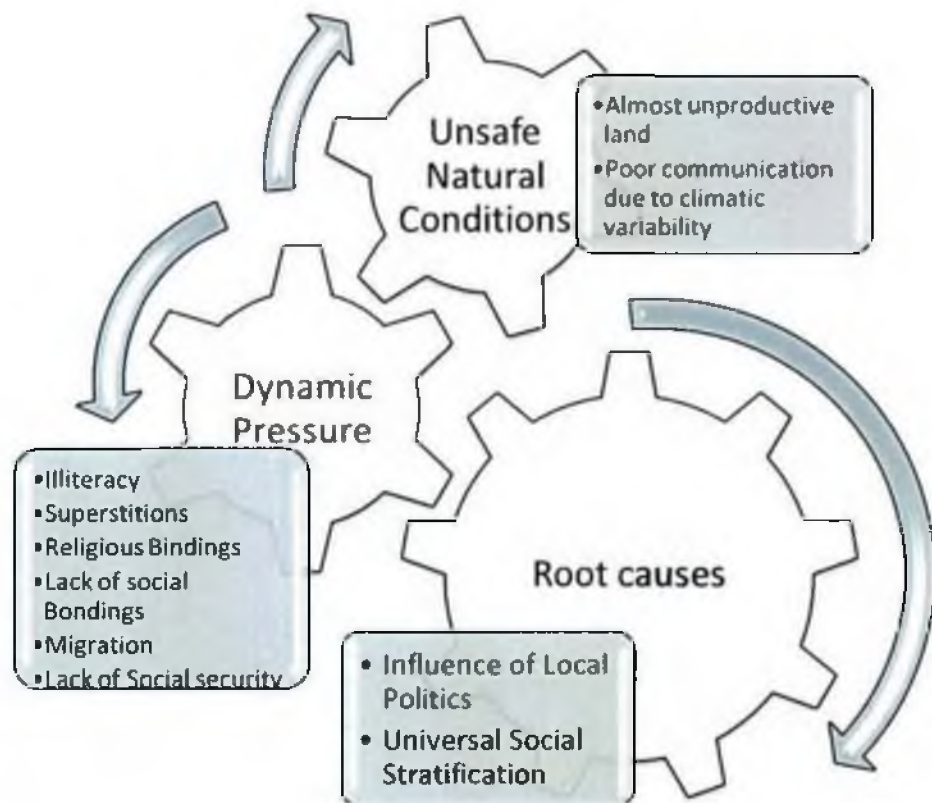 Unsafe
Natural
Conditions
•Almost unproductive
land
•Poor communication
due to climatic
variability
Dynamic
Pressure
•Illiteracy
•Superstitions
•Religious Bindings
•Lack of social
Bondings
•Migration
•Lack of Social security
Root causes
• Influence of Local
Politics
• Universal Social
Stratification